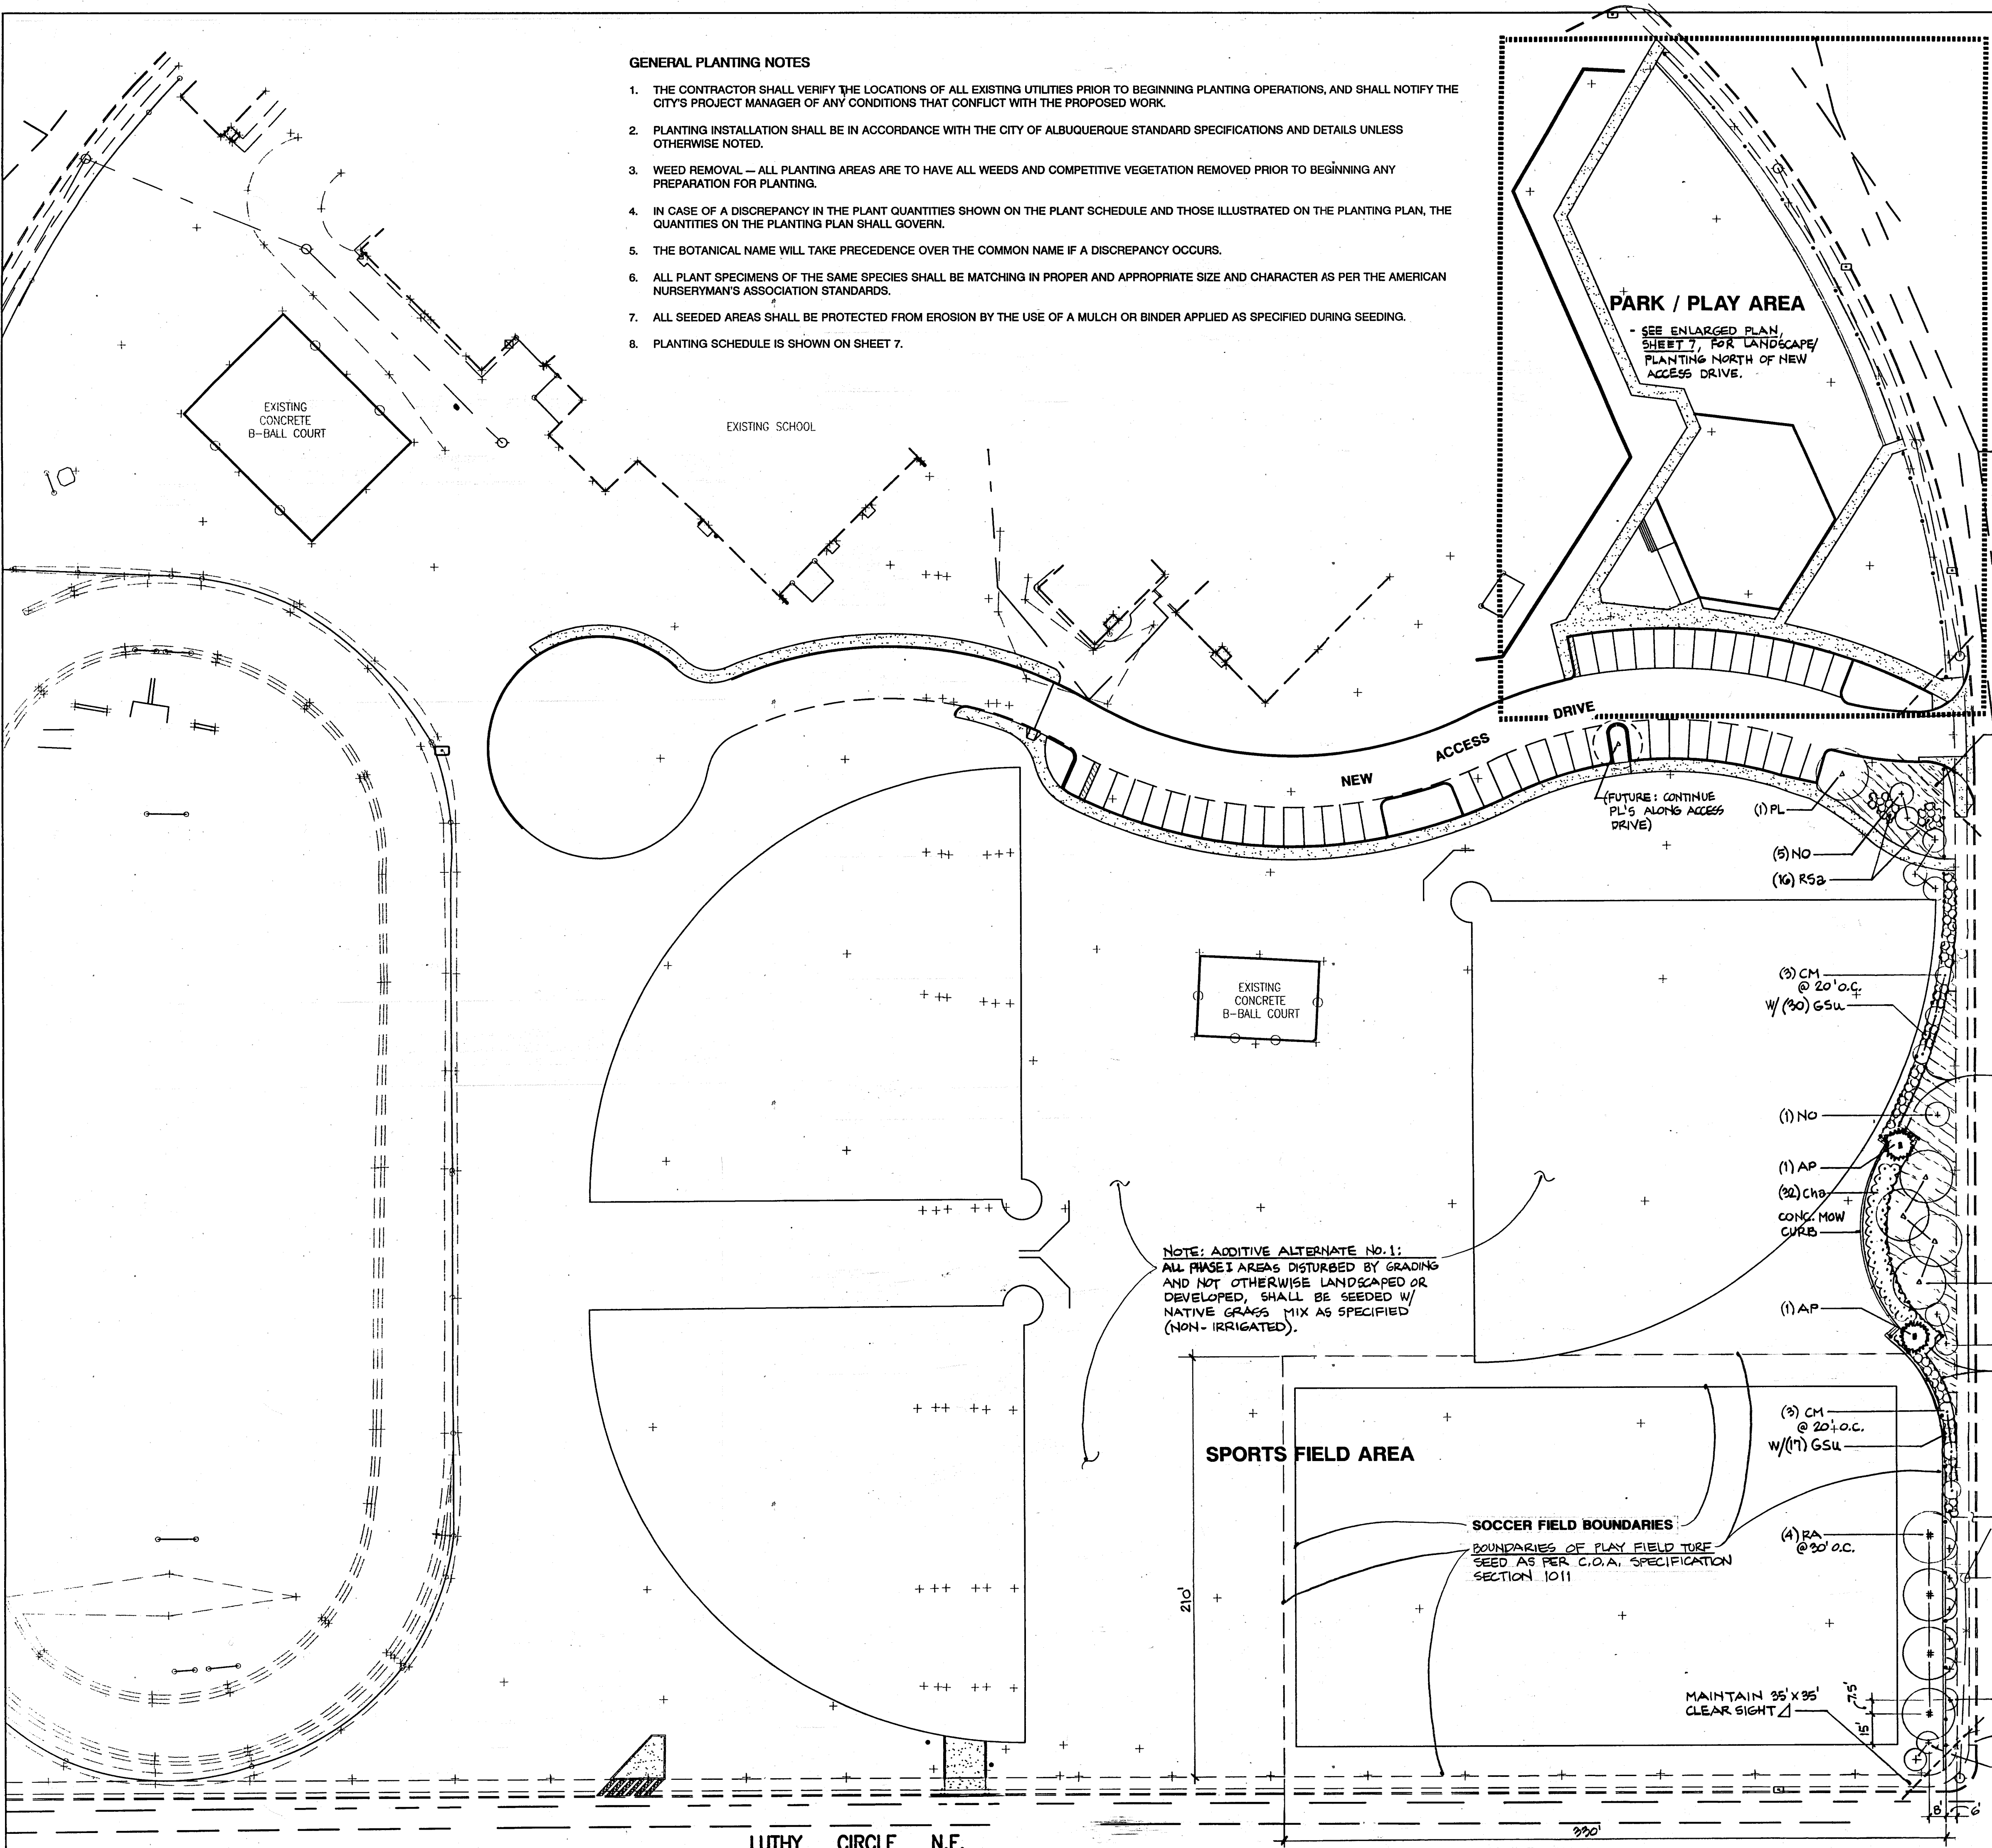 GENERAL PLANTING NOTES
1. THE CONTRACTOR SHALL VERIFY THE LOCATIONS OF ALL EXISTING UTILITIES PRIOR TO BEGINNING PLANTING OPERATIONS, AND SHALL NOTIFY THE
CITY'S PROJECT MANAGER OF ANY CONDITIONS THAT CONFLICT WITH THE PROPOSED WORK.
2. PLANTING INSTALLATION SHALL BE IN ACCORDANCE WITH THE CITY OF ALBUQUERQUE STANDARD SPECIFICATIONS AND DETAILS UNLESS
OTHERWISE NOTED.
3. WEED REMOVAL — ALL PLANTING AREAS ARE TO HAVE ALL WEEDS AND COMPETITIVE VEGETATION REMOVED PRIOR TO BEGINNING ANY
PREPARATION FOR PLANTING.
4. IN CASE OF A DISCREPANCY IN THE PLANT QUANTITIES SHOWN ON THE PLANT SCHEDULE AND THOSE ILLUSTRATED ON THE PLANTING PLAN, THE
QUANTITIES ON THE PLANTING PLAN SHALL GOVERN.
5. THE BOTANICAL NAME WILL TAKE PRECEDENCE OVER THE COMMON NAME IF A DISCREPANCY OCCURS.
6. ALL PLANT SPECIMENS OF THE SAME SPECIES SHALL BE MATCHING IN PROPER AND APPROPRIATE SIZE AND CHARACTER AS PER THE AMERICAN
NURSERYMAN'S ASSOCIATION STANDARDS.
7. ALL SEEDED AREAS SHALL BE PROTECTED FROM EROSION BY THE USE OF A MULCH OR BINDER APPLIED AS SPECIFIED DURING SEEDING.
8. PLANTING SCHEDULE IS SHOWN ON SHEET 7.
PARK / PLAY AREA
- SEE ENLARGED PLAN,
SHEET 7, FOR LANDSCAPE/
PLANTING NORTH OF NEW
ACCESS DRIVE.
EXISTING
CONCRETE
B-BALL COURT
EXISTING SCHOOL
NEW ACCESS DRIVE
(FUTURE: CONTINUE
PL'S ALONG ACCESS
DRIVE)
(1) PL
(5) NO
(16) RSa
EXISTING
CONCRETE
B-BALL COURT
(3) CM
@ 20' O.C.
W/ (30) GSu
(1) NO
(1) AP
(32) Cha
CONC. MOW
CURB
NOTE: ADDITIVE ALTERNATE NO. 1:
ALL PHASE I AREAS DISTURBED BY GRADING
AND NOT OTHERWISE LANDSCAPED OR
DEVELOPED, SHALL BE SEEDED W/
NATIVE GRASS MIX AS SPECIFIED
(NON-IRRIGATED).
(1) AP
(3) CM
@ 20' O.C.
W/(17) GSu
SPORTS FIELD AREA
SOCCER FIELD BOUNDARIES
BOUNDARIES OF PLAY FIELD TURF
SEED AS PER C.O.A. SPECIFICATION
SECTION 1011
(4) RA
@ 30' O.C.
210'
MAINTAIN 35'X35'
CLEAR SIGHT
7.5'
15'
8'
6'
330'
LUTHY CIRCLE N.E.